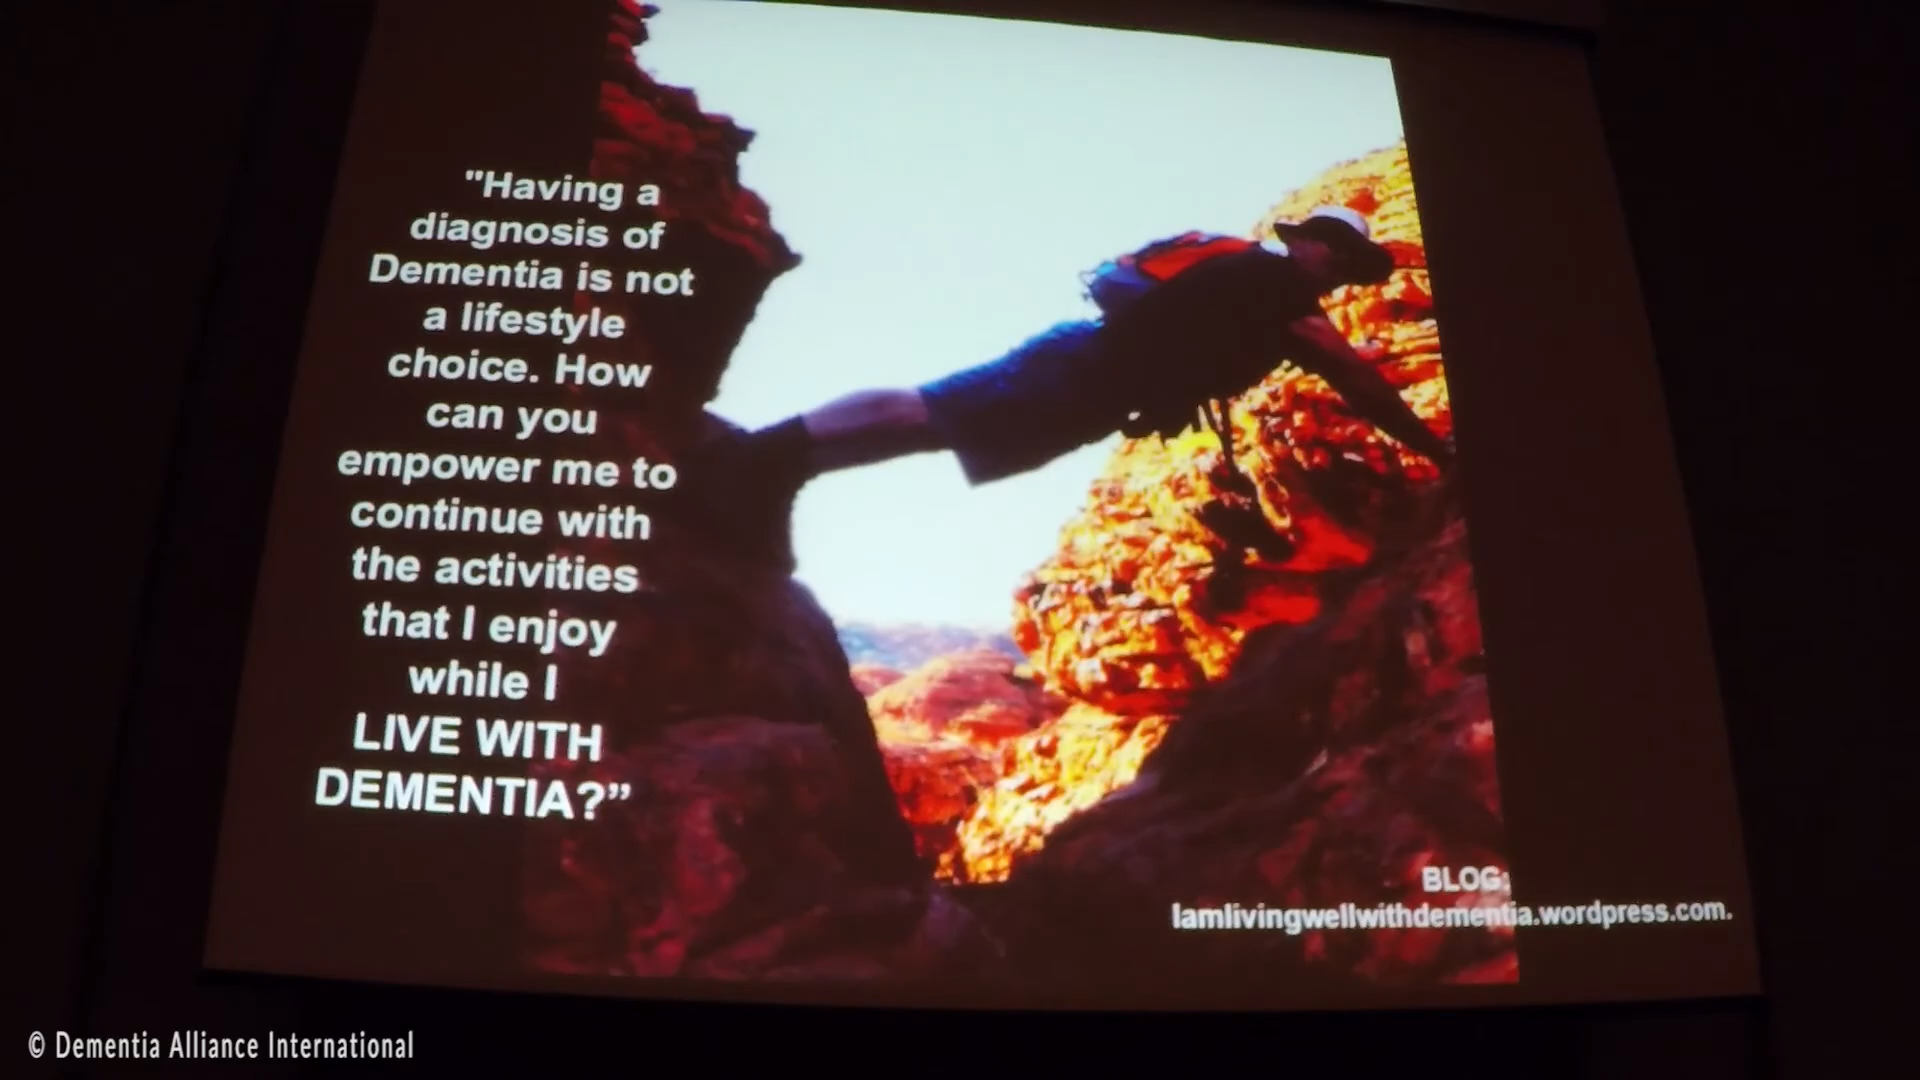 "Having a
diagnosis of
Dementia is not
a lifestyle
choice. How
can you
empower me to
continue with
the activities
that I enjoy
while I
LIVE WITH
DEMENTIA?”
BLOG:
Iamlivingwellwithdementia.wordpress.com.
© Dementia Alliance International